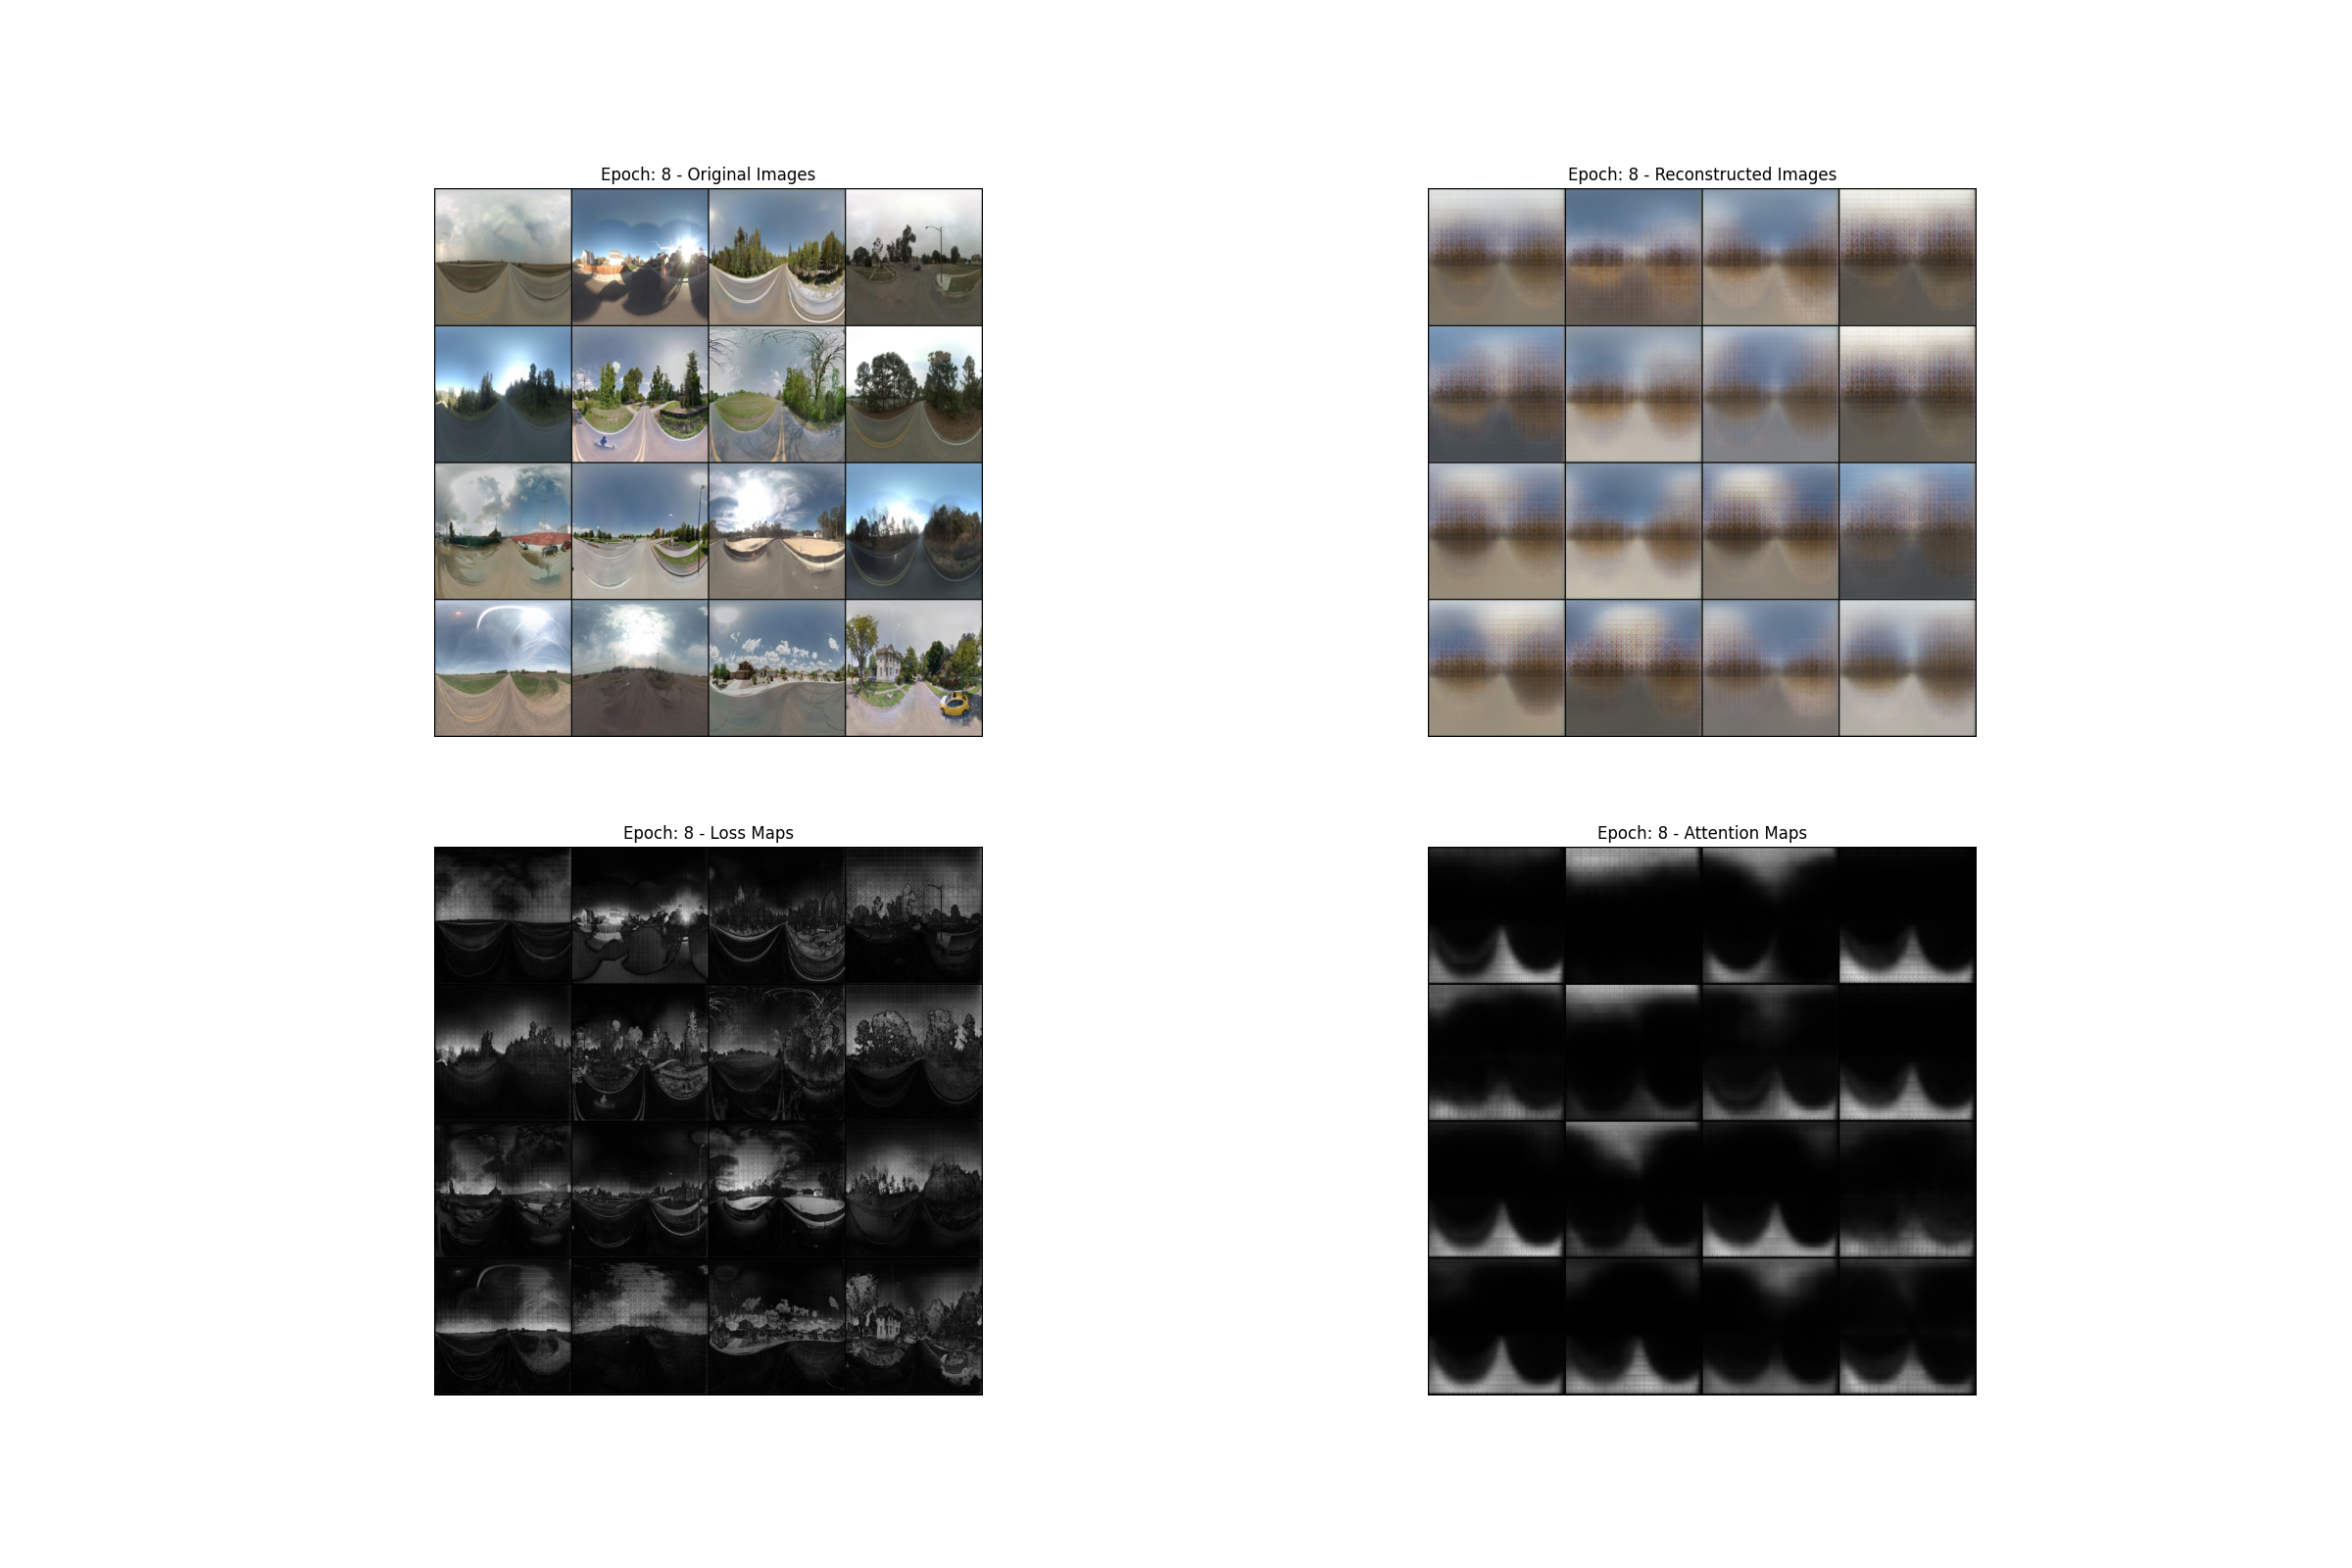 Epoch: 8 - Original Images
Epoch: 8 - Reconstructed Images
Epoch: 8 - Loss Maps
Epoch: 8 - Attention Maps